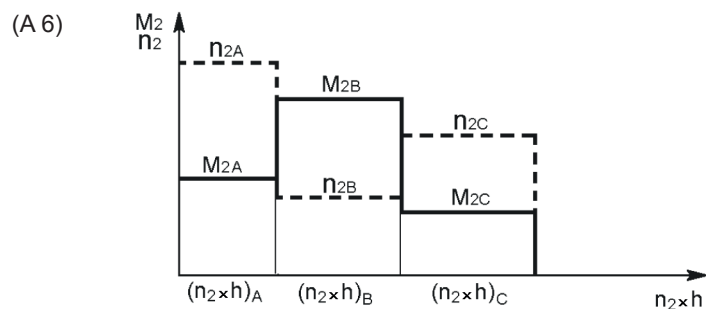 (A 6)
M2
n2
n2A
M2B
n2C
M2A
n2B
M2C
(n2×h)A
(n2×h)B
(n2×h)C
n2×h